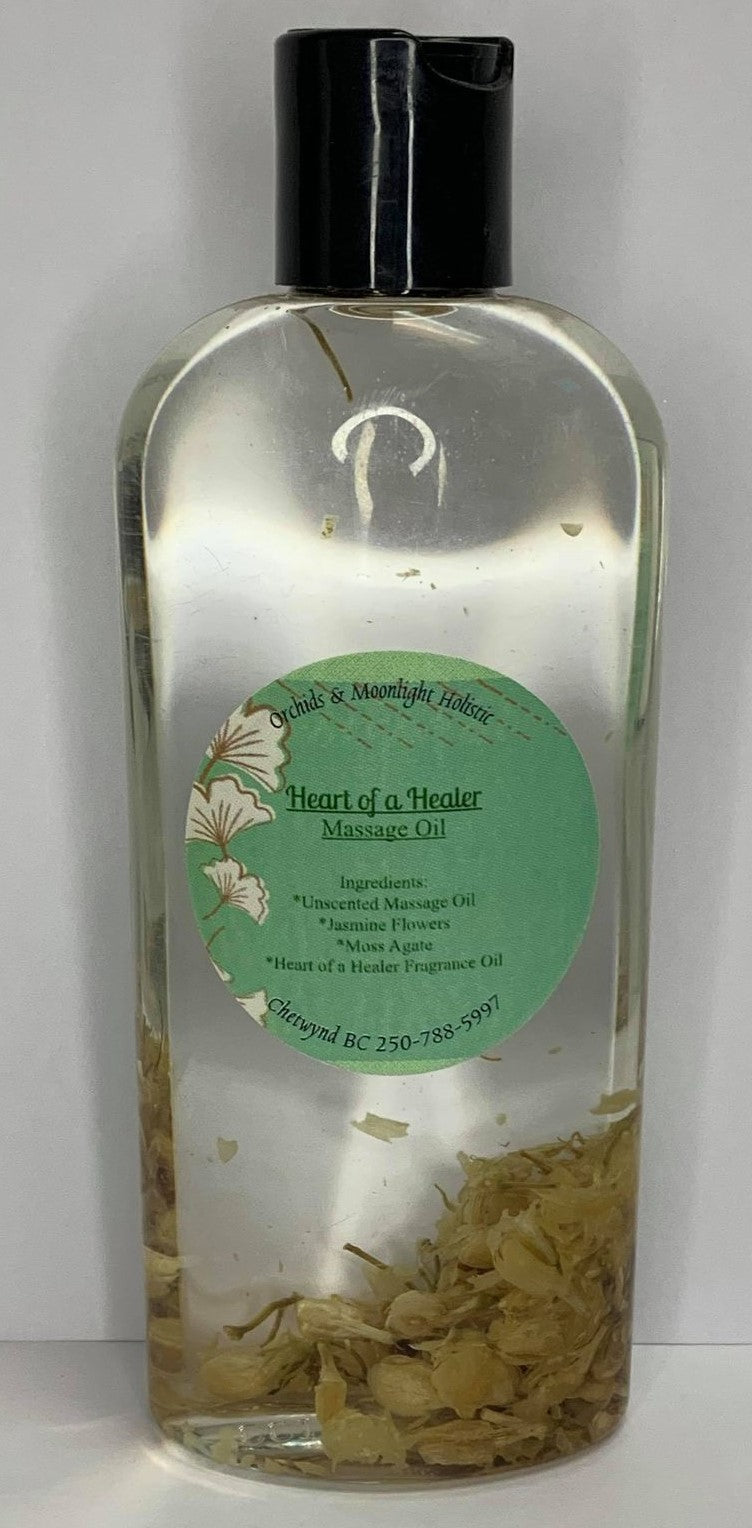 Orchids & Moonlight Holistic
Heart of a Healer
Massage Oil
Ingredients:
*Unscented Massage Oil
*Jasmine Flowers
*Moss Agate
*Heart of a Healer Fragrance Oil
Chetwynd BC 250-788-5997